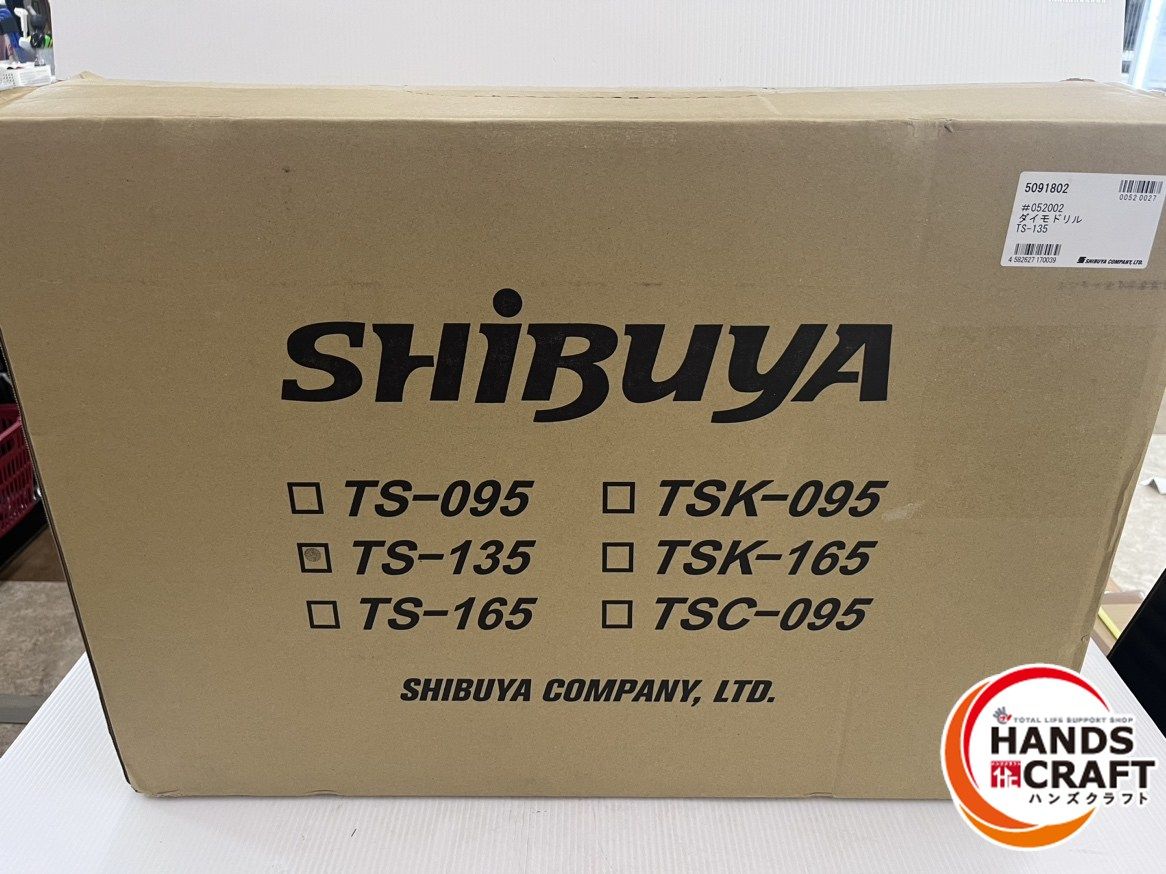 5091802
0052 0027
#052002
ダイモドリル
TS-135
4 582627 170039
SHIBUYA COMPANY, LTD.
SHiBUYA
TS-095
TSK-095
TS-135
TSK-165
TS-165
TSC-095
SHIBUYA COMPANY, LTD.
TOTAL LIFE SUPPORT SHOP
HANDS
CRAFT
ハンズクラフト